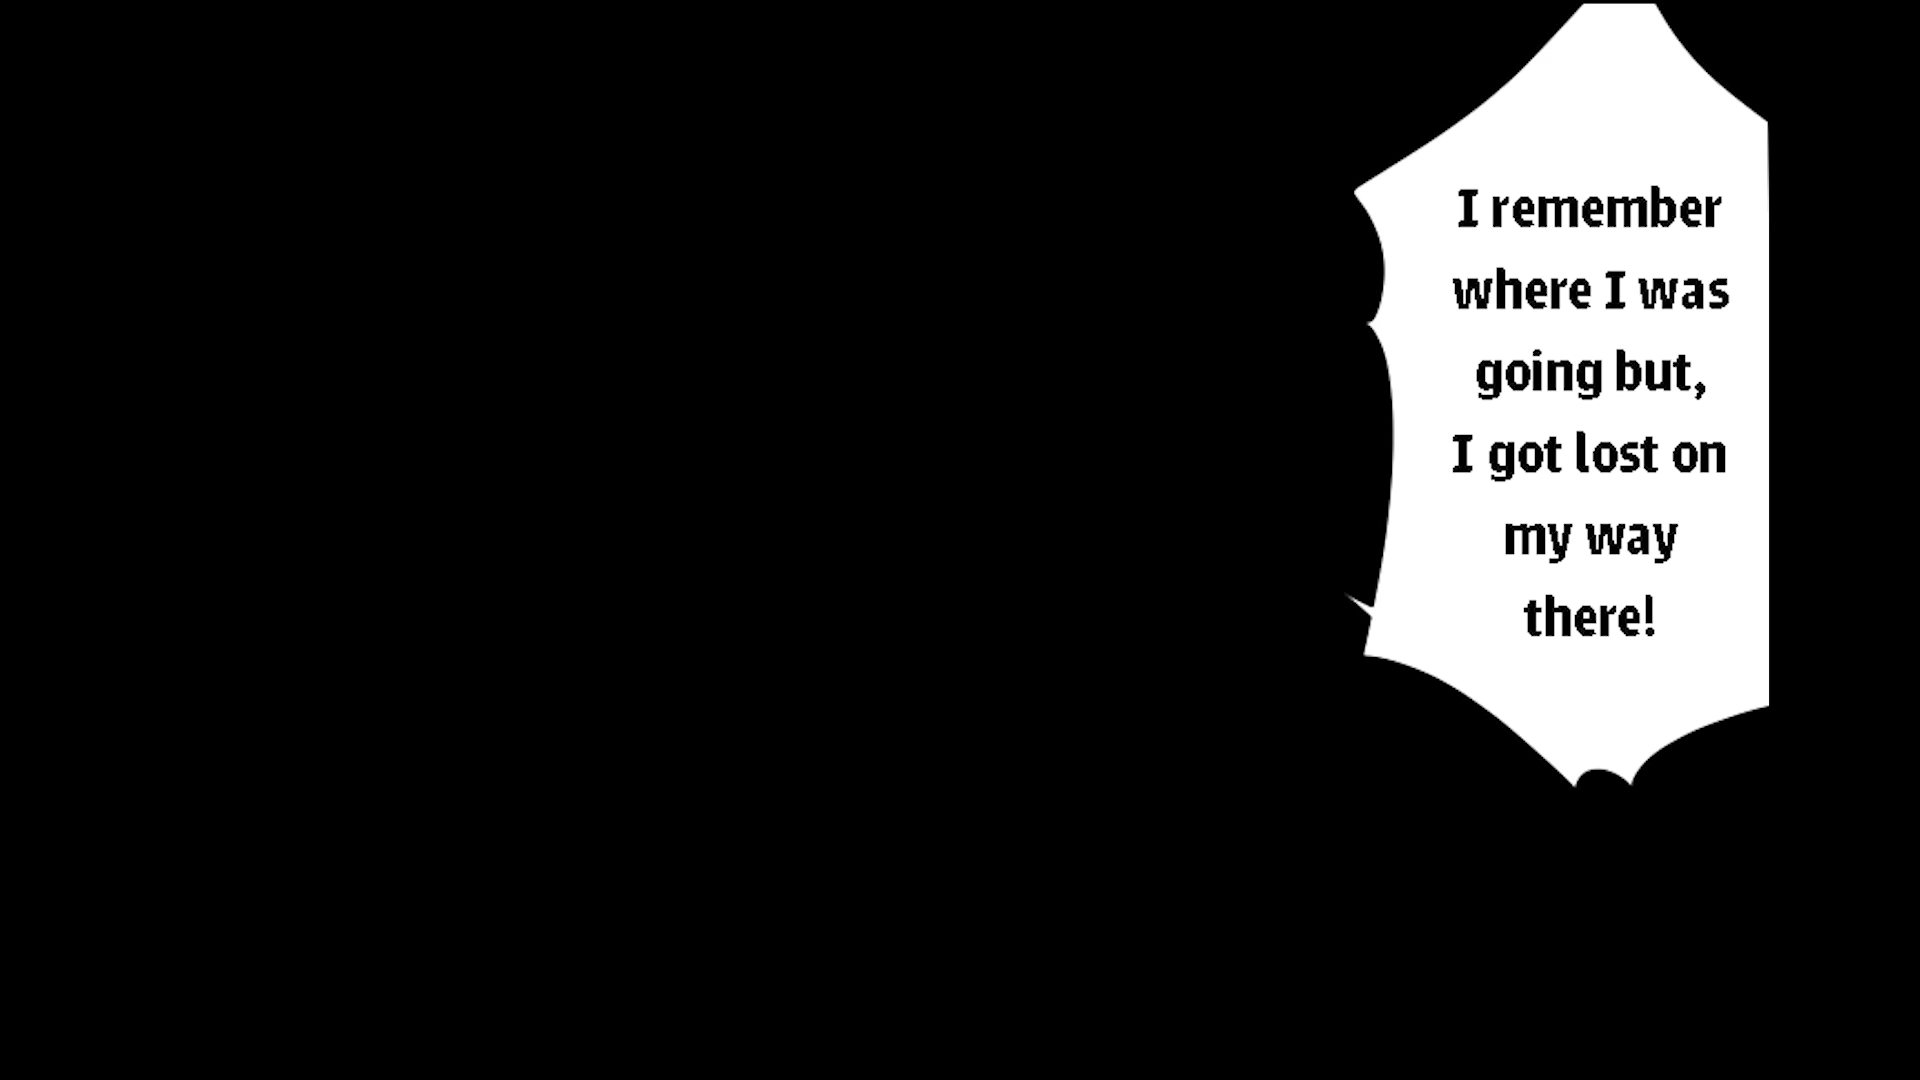 I remember
where I was
going but,
I got lost on
my way
there!